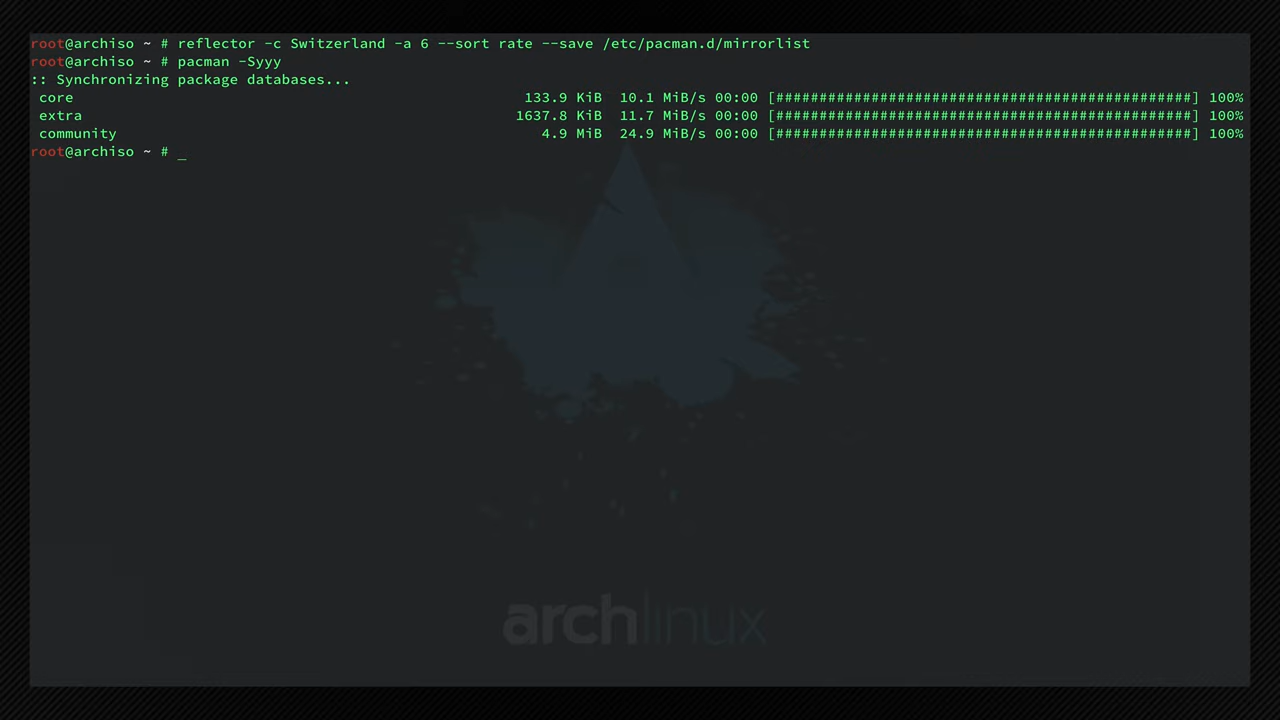 root@archiso ~ # reflector -c Switzerland -a 6 --sort rate --save /etc/pacman.d/mirrorlist
root@archiso ~ # pacman -Syyy
:: Synchronizing package databases...
core 133.9 KiB 10.1 MiB/s 00:00 [################################################] 100%
extra 1637.8 KiB 11.7 MiB/s 00:00 [################################################] 100%
community 4.9 MiB 24.9 MiB/s 00:00 [################################################] 100%
root@archiso ~ # _
archlinux